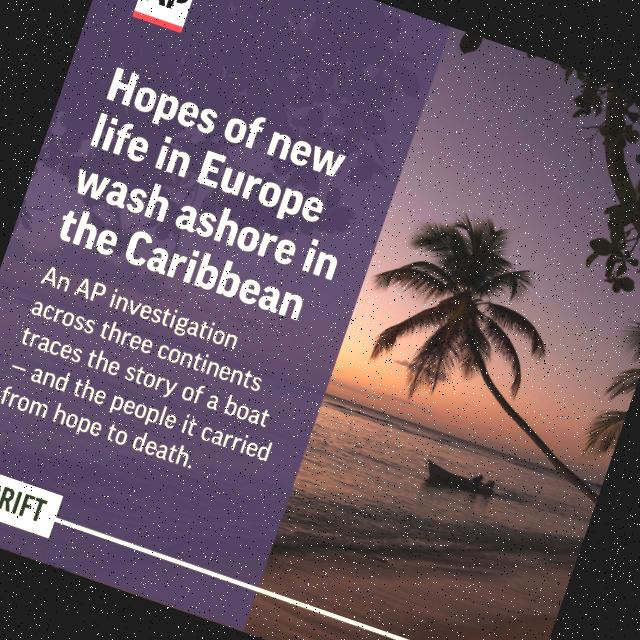 AP
Hopes of new
life in Europe
wash ashore in
the Caribbean
An AP investigation
across three continents
traces the story of a boat
– and the people it carried
from hope to death.
RIFT